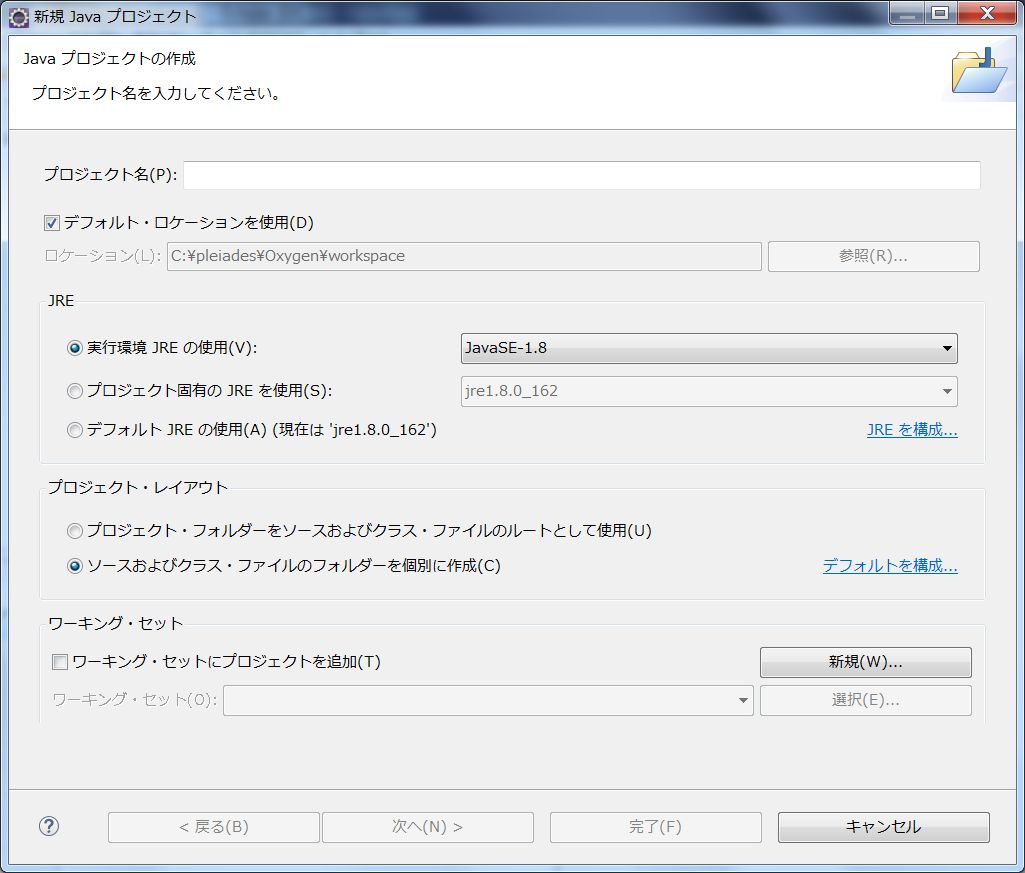 新規 Java プロジェクト
Java プロジェクトの作成
プロジェクト名を入力してください。
プロジェクト名(P):
デフォルト・ロケーションを使用(D)
ロケーション(L): C:¥pleiades¥Oxygen¥workspace 参照(R)...
JRE
実行環境 JRE の使用(V): JavaSE-1.8
プロジェクト固有の JRE を使用(S): jre1.8.0_162
デフォルト JRE の使用(A) (現在は 'jre1.8.0_162') JRE を構成...
プロジェクト・レイアウト
プロジェクト・フォルダーをソースおよびクラス・ファイルのルートとして使用(U)
ソースおよびクラス・ファイルのフォルダーを個別に作成(C) デフォルトを構成...
ワーキング・セット
ワーキング・セットにプロジェクトを追加(T) 新規(W)...
ワーキング・セット(O): 選択(E)...
< 戻る(B) 次へ(N) > 完了(F) キャンセル